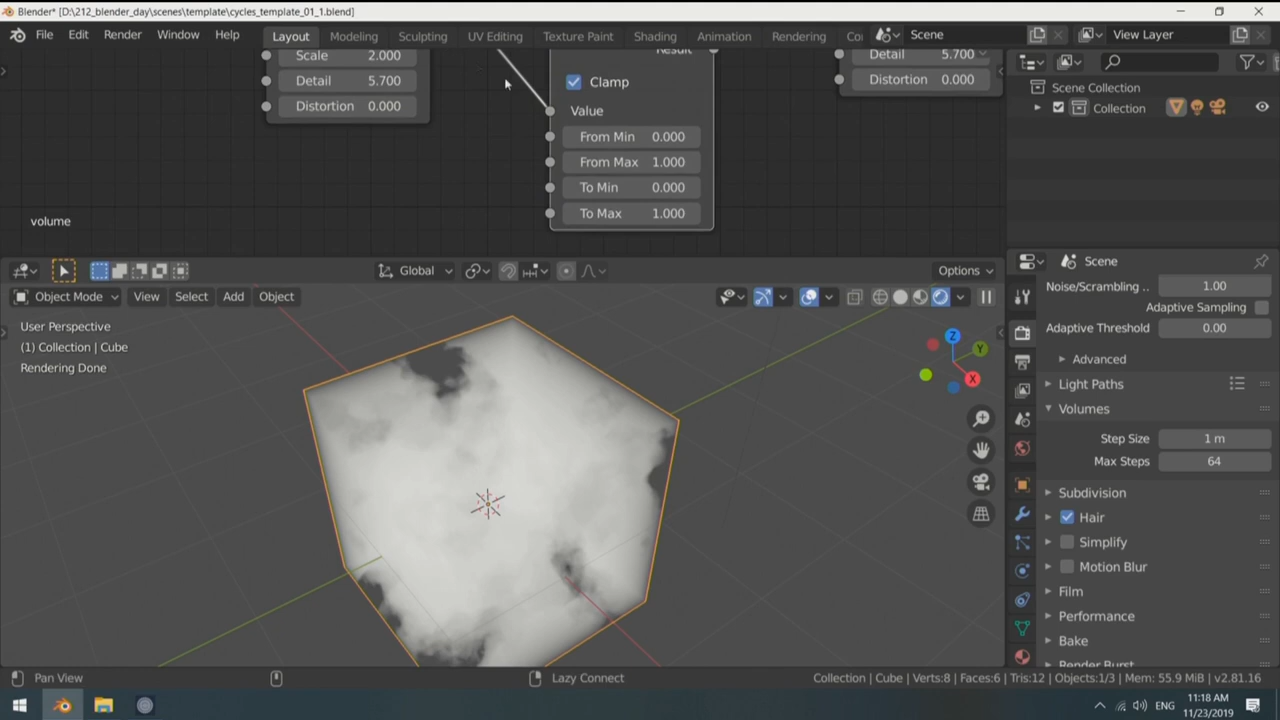 Blender* [D:\212_blender_day\scenes\template\cycles_template_01_1.blend]
File Edit Render Window Help Layout Modeling Sculpting UV Editing Texture Paint Shading Animation Rendering Co Scene View Layer
Scale 2.000
Detail 5.700
Distortion 0.000
Result
Clamp
Value
From Min 0.000
From Max 1.000
To Min 0.000
To Max 1.000
Detail 5.700
Distortion 0.000
volume
Scene Collection
Collection
Global Options
Object Mode View Select Add Object
User Perspective
(1) Collection | Cube
Rendering Done
Z
Y
X
Scene
Noise/Scrambling .. 1.00
Adaptive Sampling
Adaptive Threshold 0.00
Advanced
Light Paths
Volumes
Step Size 1 m
Max Steps 64
Subdivision
Hair
Simplify
Motion Blur
Film
Performance
Bake
Render Burst
Pan View Lazy Connect Collection | Cube | Verts:8 | Faces:6 | Tris:12 | Objects:1/3 | Mem: 55.9 MiB | v2.81.16
ENG
11:18 AM
11/23/2019